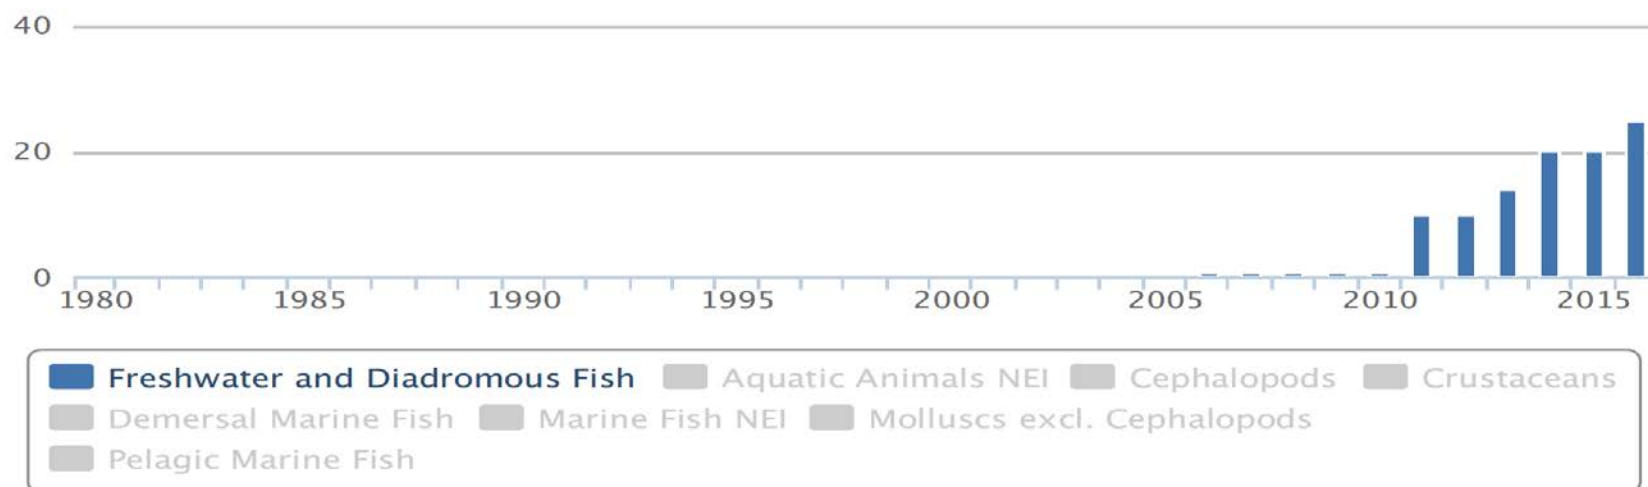 40
20
0
1980 1985 1990 1995 2000 2005 2010 2015
Freshwater and Diadromous Fish Aquatic Animals NEI Cephalopods Crustaceans
Demersal Marine Fish Marine Fish NEI Molluscs excl. Cephalopods
Pelagic Marine Fish